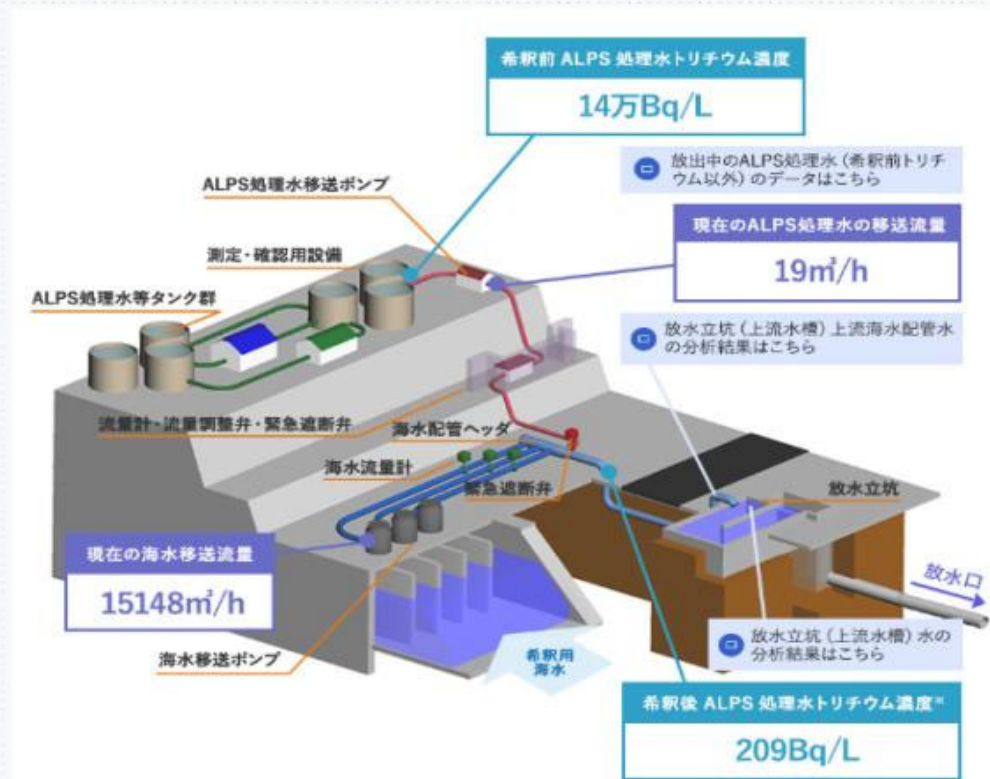 希釈前 ALPS 処理水トリチウム濃度
14万Bq/L
放出中のALPS処理水（希釈前トリチ
ウム以外）のデータはこちら
ALPS処理水移送ポンプ
現在のALPS処理水の移送流量
19㎥/h
測定・確認用設備
ALPS処理水等タンク群
放水立坑（上流水槽）上流海水配管水
の分析結果はこちら
流量計・流量調整弁・緊急遮断弁
海水配管ヘッダ
海水流量計
緊急遮断弁
放水立坑
現在の海水移送流量
15148㎥/h
放水口
海水移送ポンプ
希釈用
海水
放水立坑（上流水槽）水の
分析結果はこちら
希釈後 ALPS 処理水トリチウム濃度※
209Bq/L